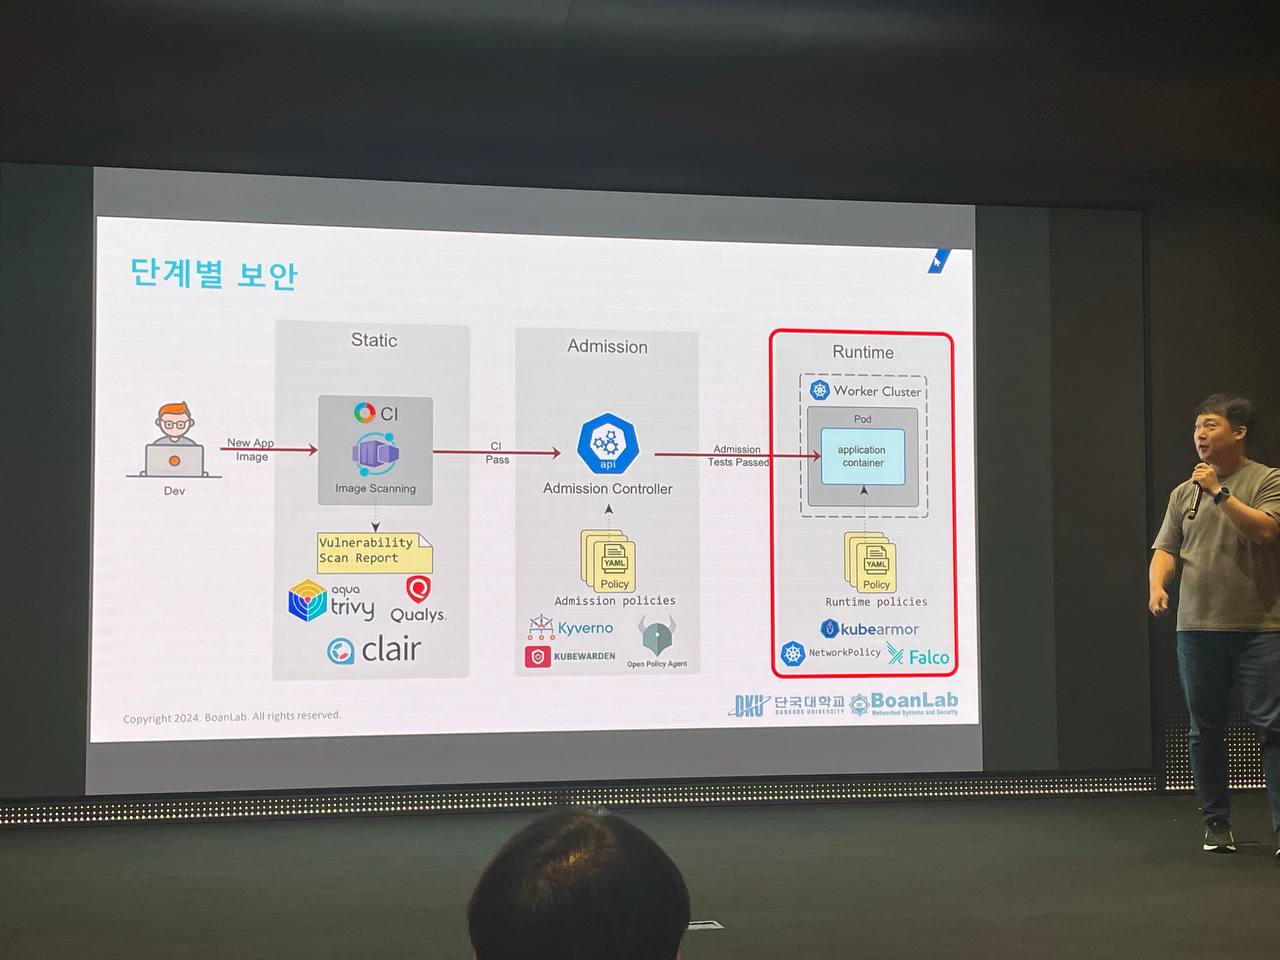 단계별 보안
Static
Admission
Runtime
Worker Cluster
CI
Pod
New App
Image
CI
Pass
api
Admission
Tests Passed
application
container
Dev
Image Scanning
Admission Controller
Vulnerability
Scan Report
YAML
Policy
YAML
Policy
aqua
trivy
Qualys.
clair
Admission policies
Kyverno
KUBEWARDEN
Open Policy Agent
Runtime policies
kubearmor
NetworkPolicy
Falco
Copyright 2024. BoanLab. All rights reserved.
DKU 단국대학교
DANKOOK UNIVERSITY
BoanLab
Networked Systems and Security